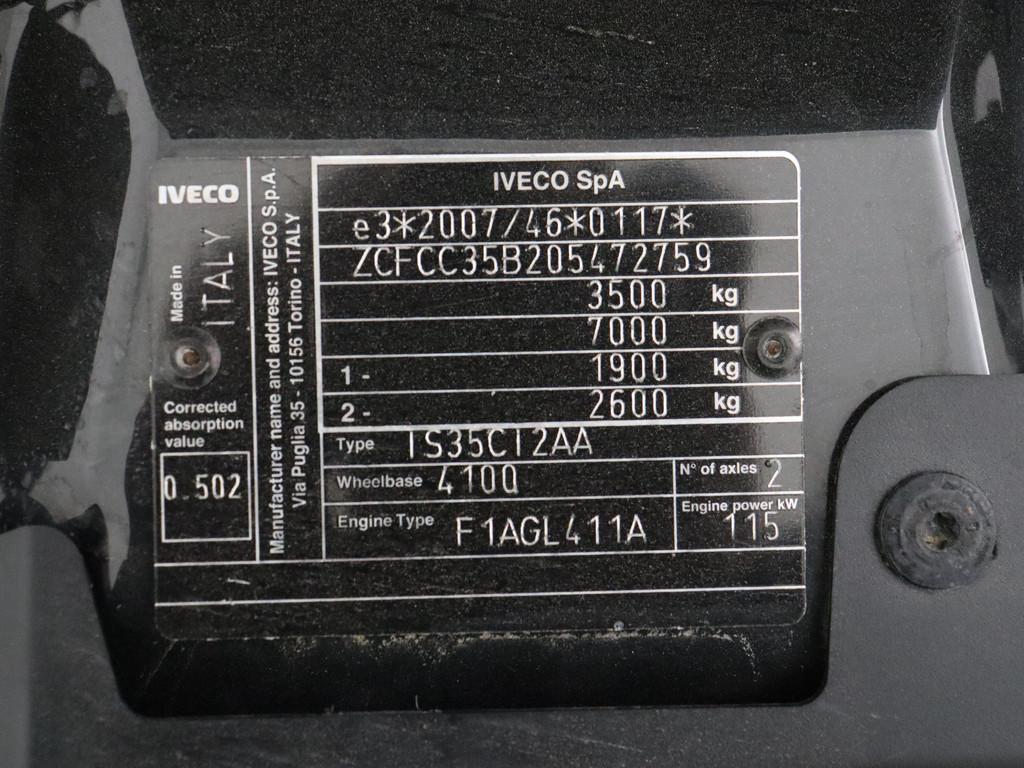 IVECO
Made in
ITALY
Corrected
absorption
value
0.502
Manufacturer name and address: IVECO S.p.A.
Via Puglia 35 - 10156 Torino - ITALY
IVECO SpA
e3*2007/46*0117*
ZCFCC35B205472759
3500 kg
7000 kg
1- 1900 kg
2- 2600 kg
Type IS35CI2AA
Wheelbase 4100
N° of axles 2
Engine Type F1AGL411A
Engine power kW
115